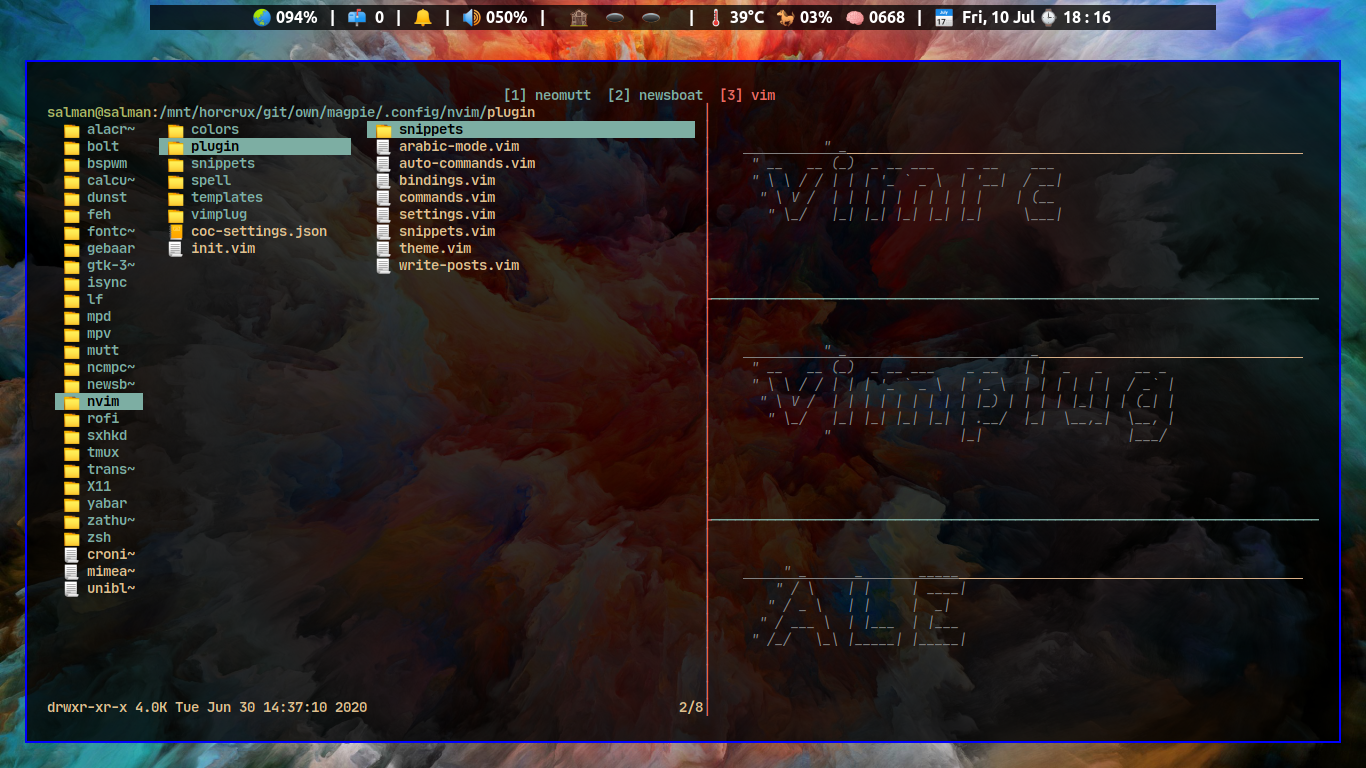 094% | 0 | | 050% | | 39°C 03% 0668 | Fri, 10 Jul 18 : 16
[1] neomutt [2] newsboat [3] vim
salman@salman:/mnt/horcrux/git/own/magpie/.config/nvim/plugin
alacr~
bolt
bspwm
calcu~
dunst
feh
fontc~
gebaar
gtk-3~
isync
lf
mpd
mpv
mutt
ncmpc~
newsb~
nvim
rofi
sxhkd
tmux
trans~
X11
yabar
zathu~
zsh
croni~
mimea~
unibl~
colors
plugin
snippets
spell
templates
vimplug
coc-settings.json
init.vim
snippets
arabic-mode.vim
auto-commands.vim
bindings.vim
commands.vim
settings.vim
snippets.vim
theme.vim
write-posts.vim
drwxr-xr-x 4.0K Tue Jun 30 14:37:10 2020 2/8
vimrc
vimplug
ALE